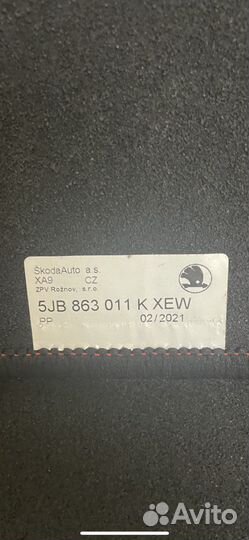 ŠkodaAuto a.s.
XA9 CZ
ZPV Rožnov, s.r.o.
5JB 863 011 K XEW
PP 02/2021
Avito